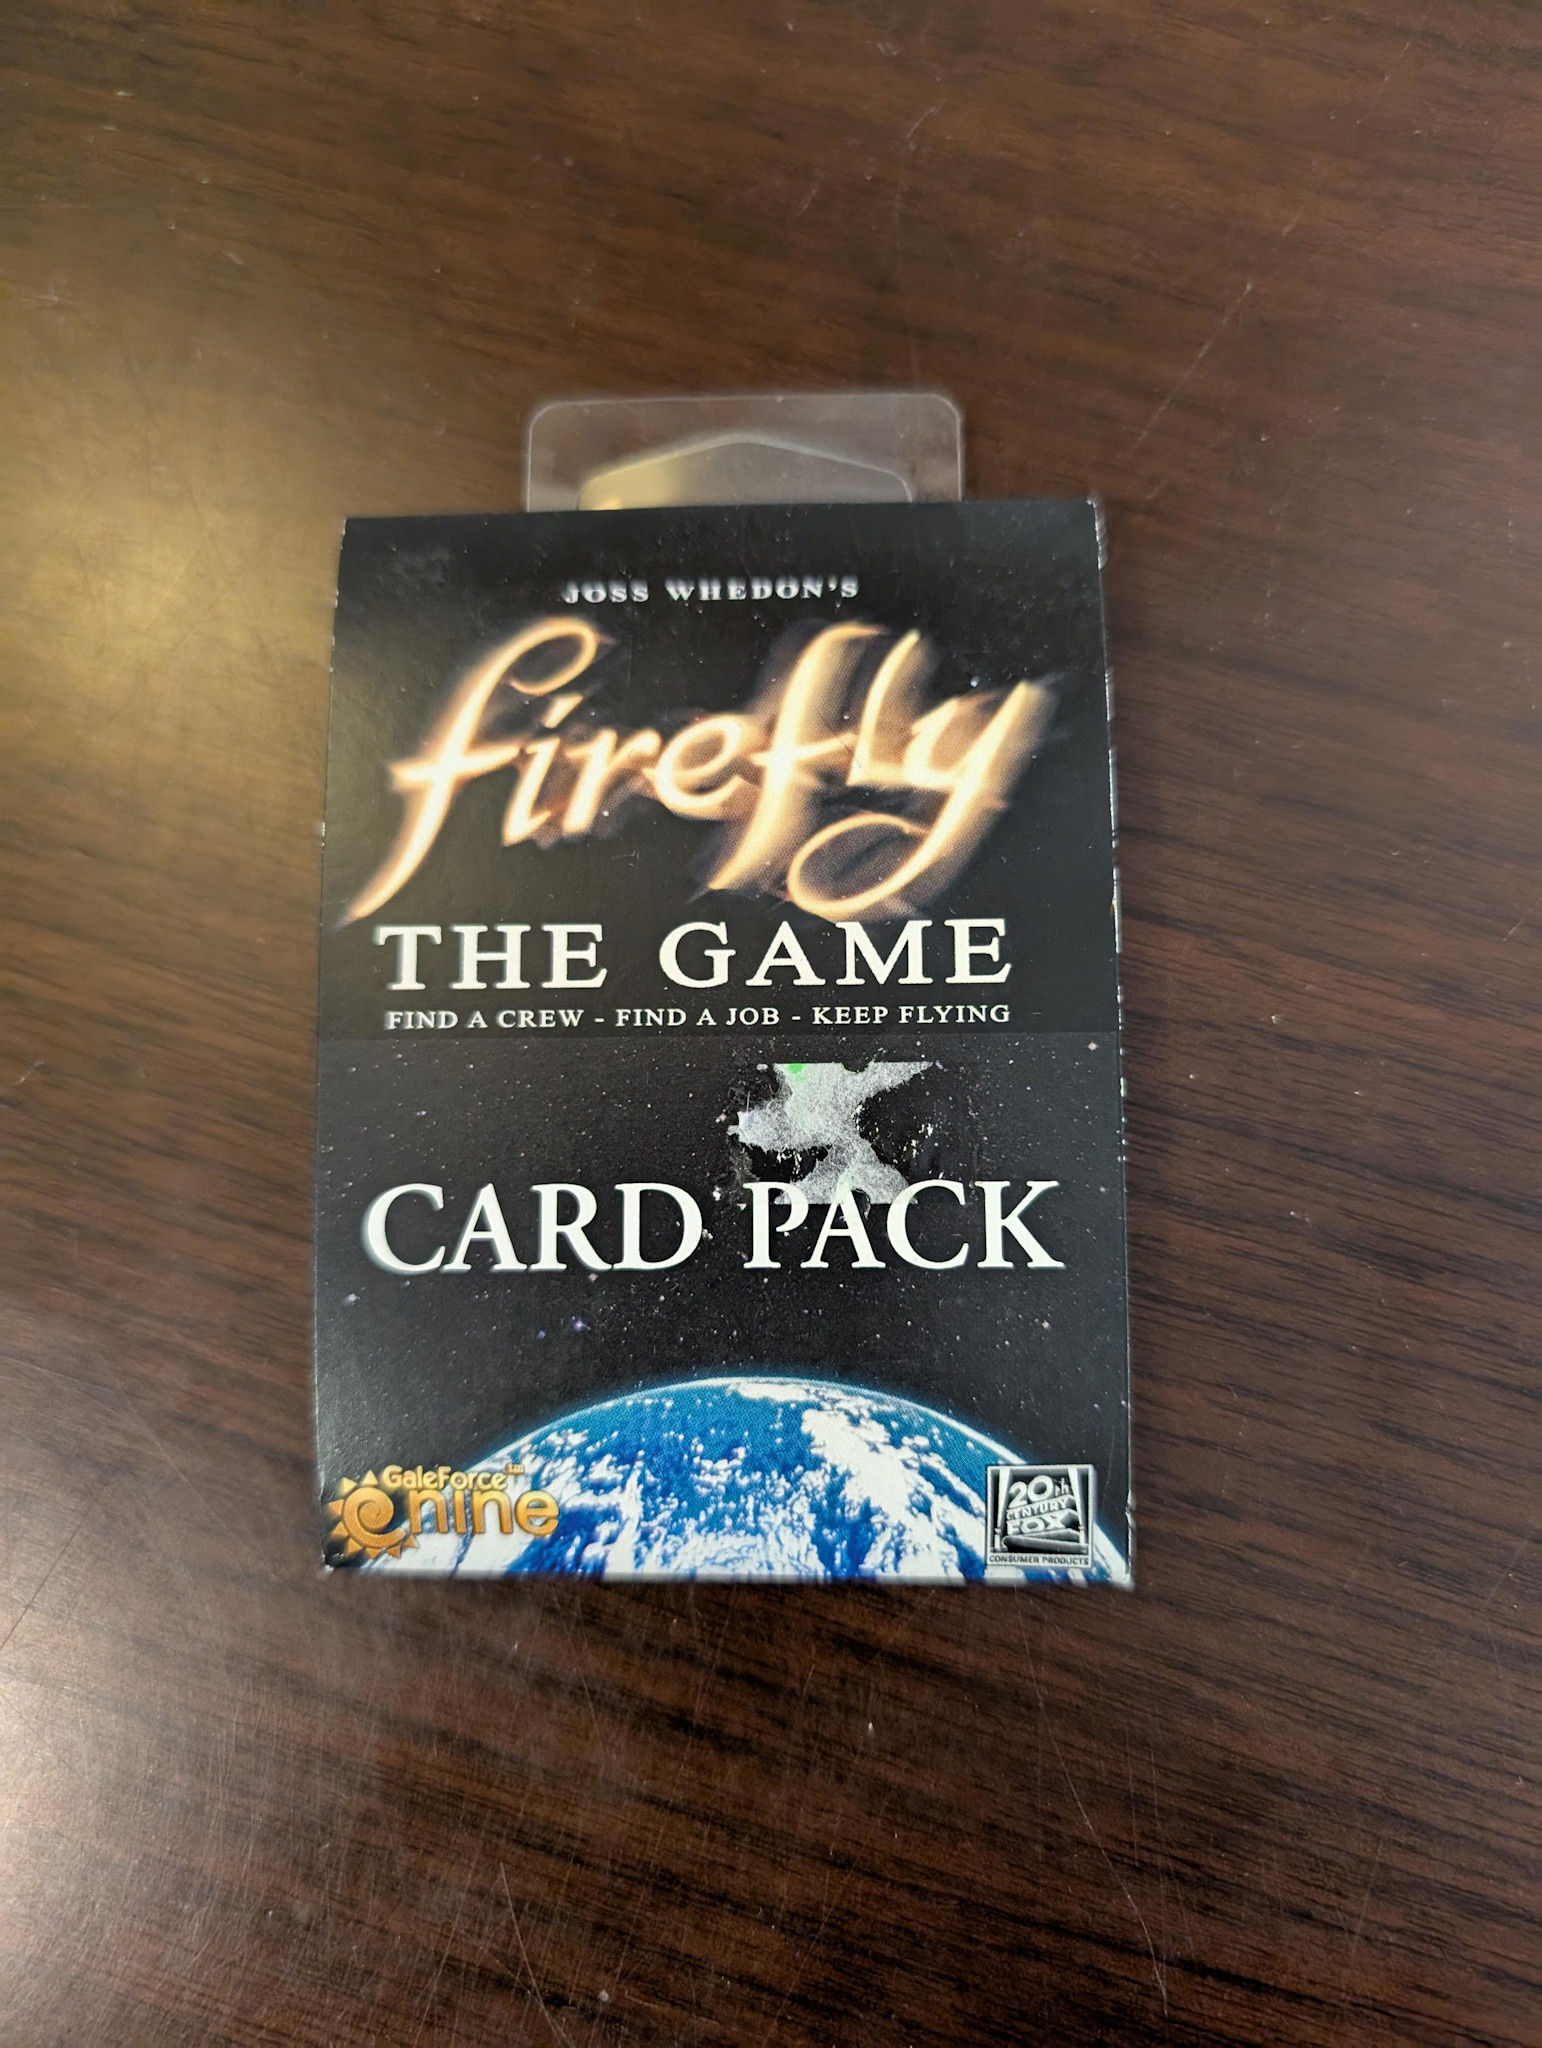 JOSS WHEDON'S
firefly
THE GAME
FIND A CREW - FIND A JOB - KEEP FLYING
CARD PACK
GaleForce
nine
20th
CENTURY
FOX
CONSUMER PRODUCTS